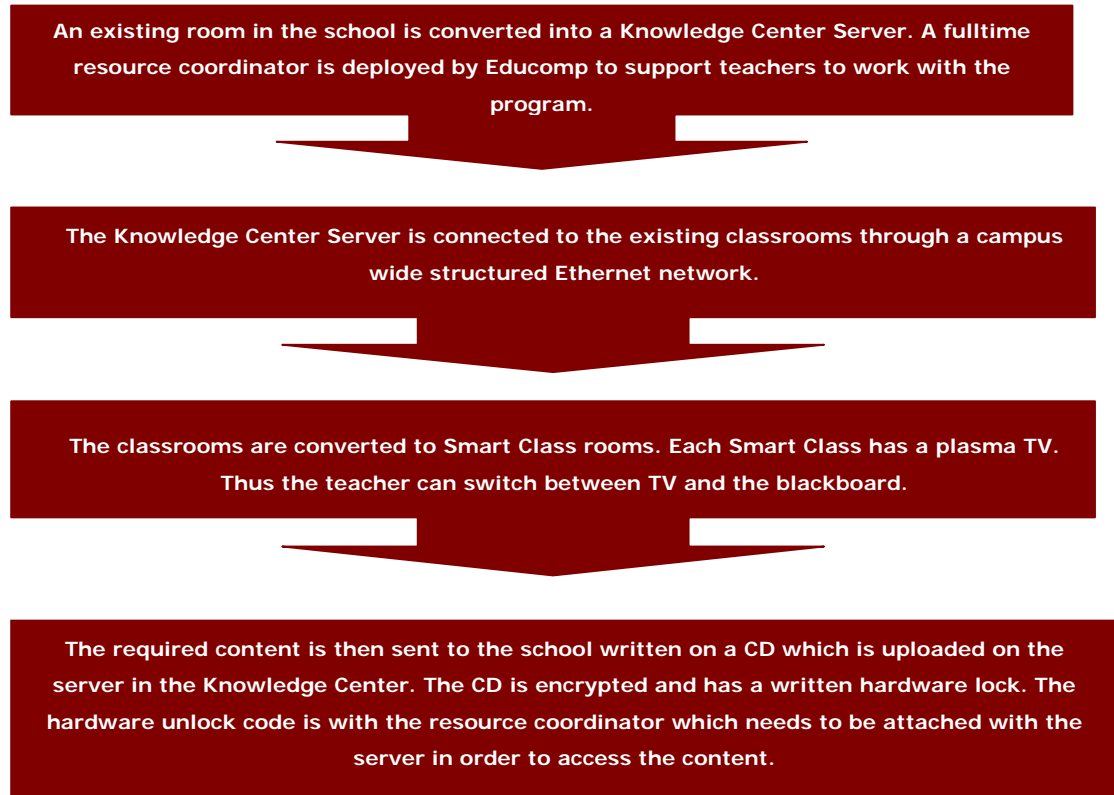 An existing room in the school is converted into a Knowledge Center Server. A fulltime
resource coordinator is deployed by Educomp to support teachers to work with the
program.
The Knowledge Center Server is connected to the existing classrooms through a campus
wide structured Ethernet network.
The classrooms are converted to Smart Class rooms. Each Smart Class has a plasma TV.
Thus the teacher can switch between TV and the blackboard.
The required content is then sent to the school written on a CD which is uploaded on the
server in the Knowledge Center. The CD is encrypted and has a written hardware lock. The
hardware unlock code is with the resource coordinator which needs to be attached with the
server in order to access the content.